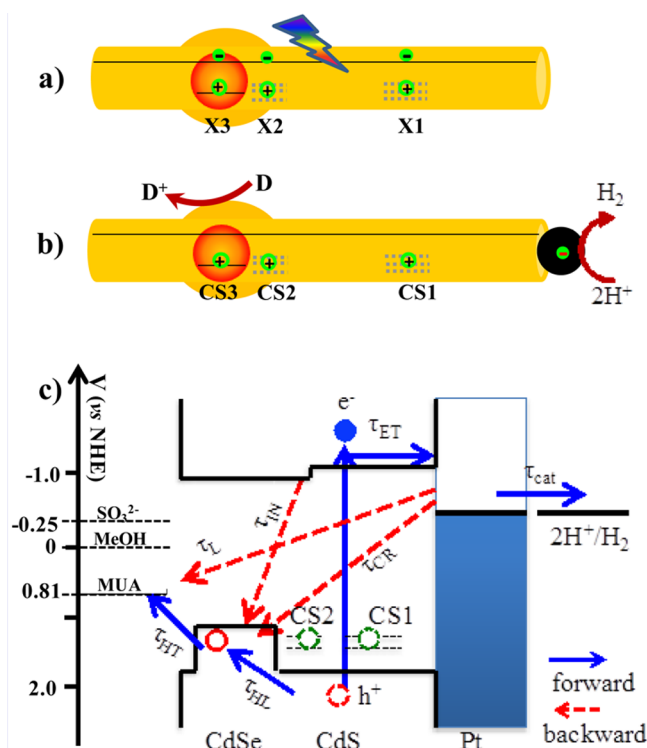 a)
X3
X2
X1
D⁺
D
H₂
b)
CS3
CS2
CS1
2H⁺
c)
V (vs NHE)
e⁻
τET
-1.0
τcat
SO₃²⁻
-0.25
τIN
0
MeOH
τL
2H⁺/H₂
0.81
MUA
τCR
CS2
CS1
τHT
τHL
h⁺
2.0
forward
backward
CdSe
CdS
Pt